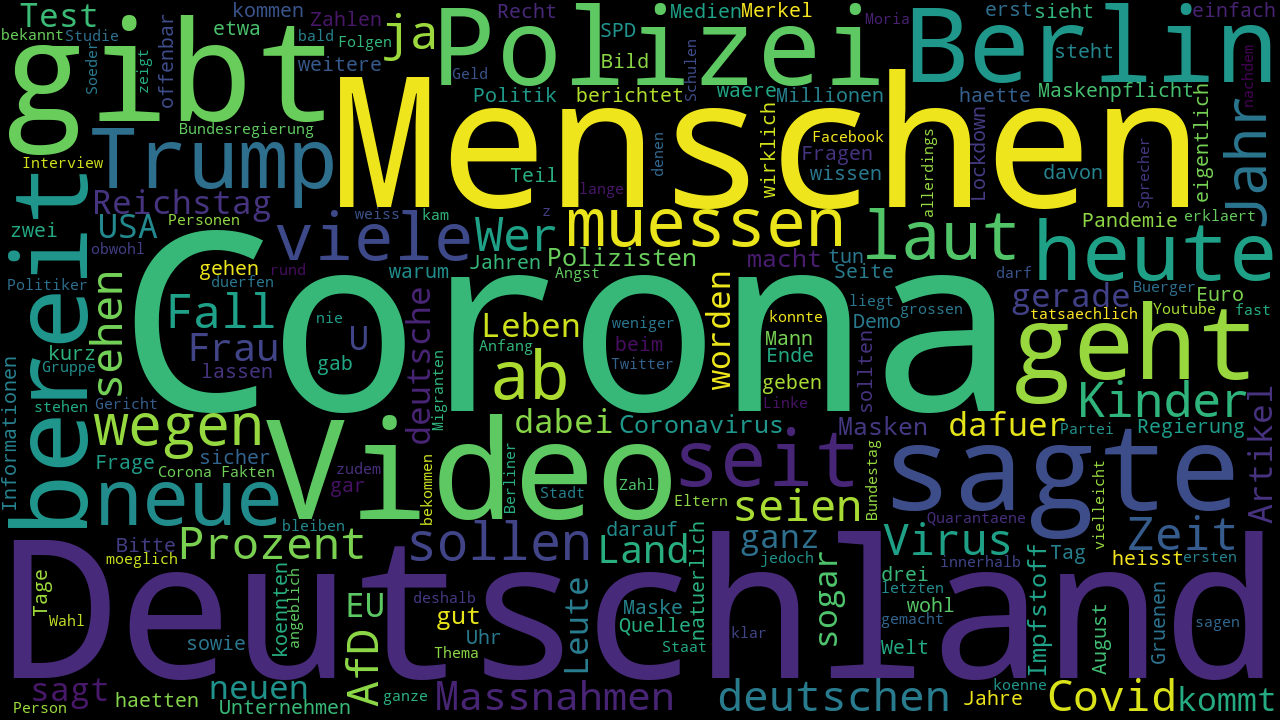 Test
kommen
Zahlen
ja
Recht
Medien
Merkel
erst
sieht
einfach
bekannt
Studie
etwa
bald
Folgen
Polizei
SPD
Moria
Berlin
gibt
Soeder
zeigt
offenbar
weitere
Geld
Bild
Schulen
steht
nachdem
Politik
berichtet
waere
Millionen
haette
Maskenpflicht
Menschen
Bundesregierung
Trump
Facebook
Fragen
wissen
wirklich
denen
allerdings
Lockdown
Sprecher
eigentlich
Jahr
Interview
Teil
lange
davon
bereit
Reichstag
USA
Personen
weiss
kam
z
muessen
laut
Pandemie
erklaert
zwei
viele
Wer
heute
obwohl
Jahren
Polizisten
macht
tun
Politiker
gehen
rund
warum
Angst
Seite
darf
Buerger
duerfen
sehen
Fall
deutsche
worden
liegt
grossen
gerade
Euro
Corona
nie
U
Leben
weniger
konnte
Demo
tatsaechlich
Youtube
fast
Frau
kurz
Gruppe
gab
Anfang
beim
Mann
geht
lassen
Migranten
ab
Twitter
Ende
sollten
geben
Informationen
stehen
Gericht
Linke
Kinder
Artikel
wegen
dabei
Coronavirus
Masken
dafuer
Partei
Regierung
Frage
sicher
Video
seit
sagte
Corona Fakten
zudem
gar
bekommen
Berliner
Stadt
Zahl
Eltern
seien
Bundestag
vielleicht
neue
bleiben
Quarantaene
Bitte
Prozent
sollen
darauf
Land
natuerlich
ganz
Virus
Zeit
moeglich
jedoch
innerhalb
Tag
heisst
ersten
Deutschland
Tage
koennten
angeblich
EU
deshalb
gut
Leute
Maske
sogar
drei
letzten
Impfstoff
Wahl
Uhr
Quelle
wohl
gemacht
August
Gruenen
sagen
sowie
AfD
Thema
Staat
klar
Welt
sagt
neuen
koenne
Person
haetten
Unternehmen
ganze
Massnahmen
deutschen
Jahre
Covid
kommt